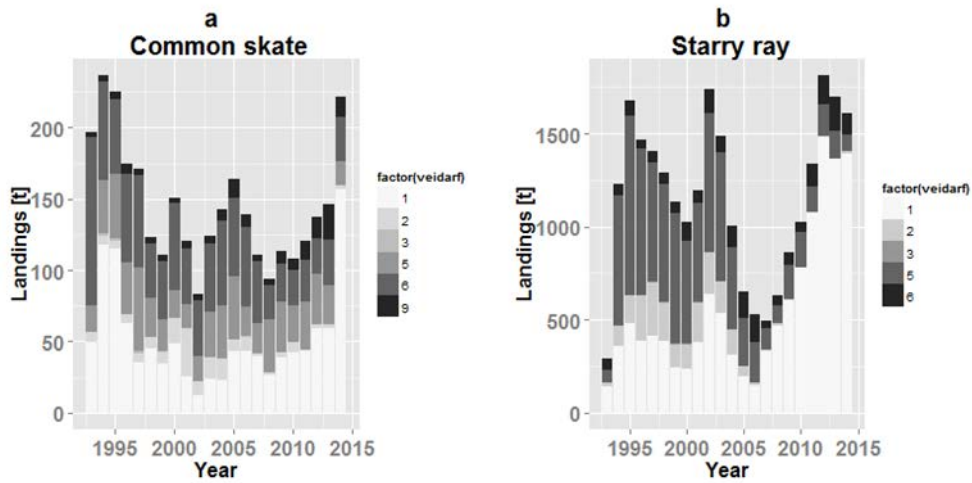 a
Common skate
Landings [t]
200
150
100
50
0
1995 2000 2005 2010 2015
Year
factor(veidarf)
1
2
3
5
6
9
b
Starry ray
Landings [t]
1500
1000
500
0
1995 2000 2005 2010 2015
Year
factor(veidarf)
1
2
3
5
6